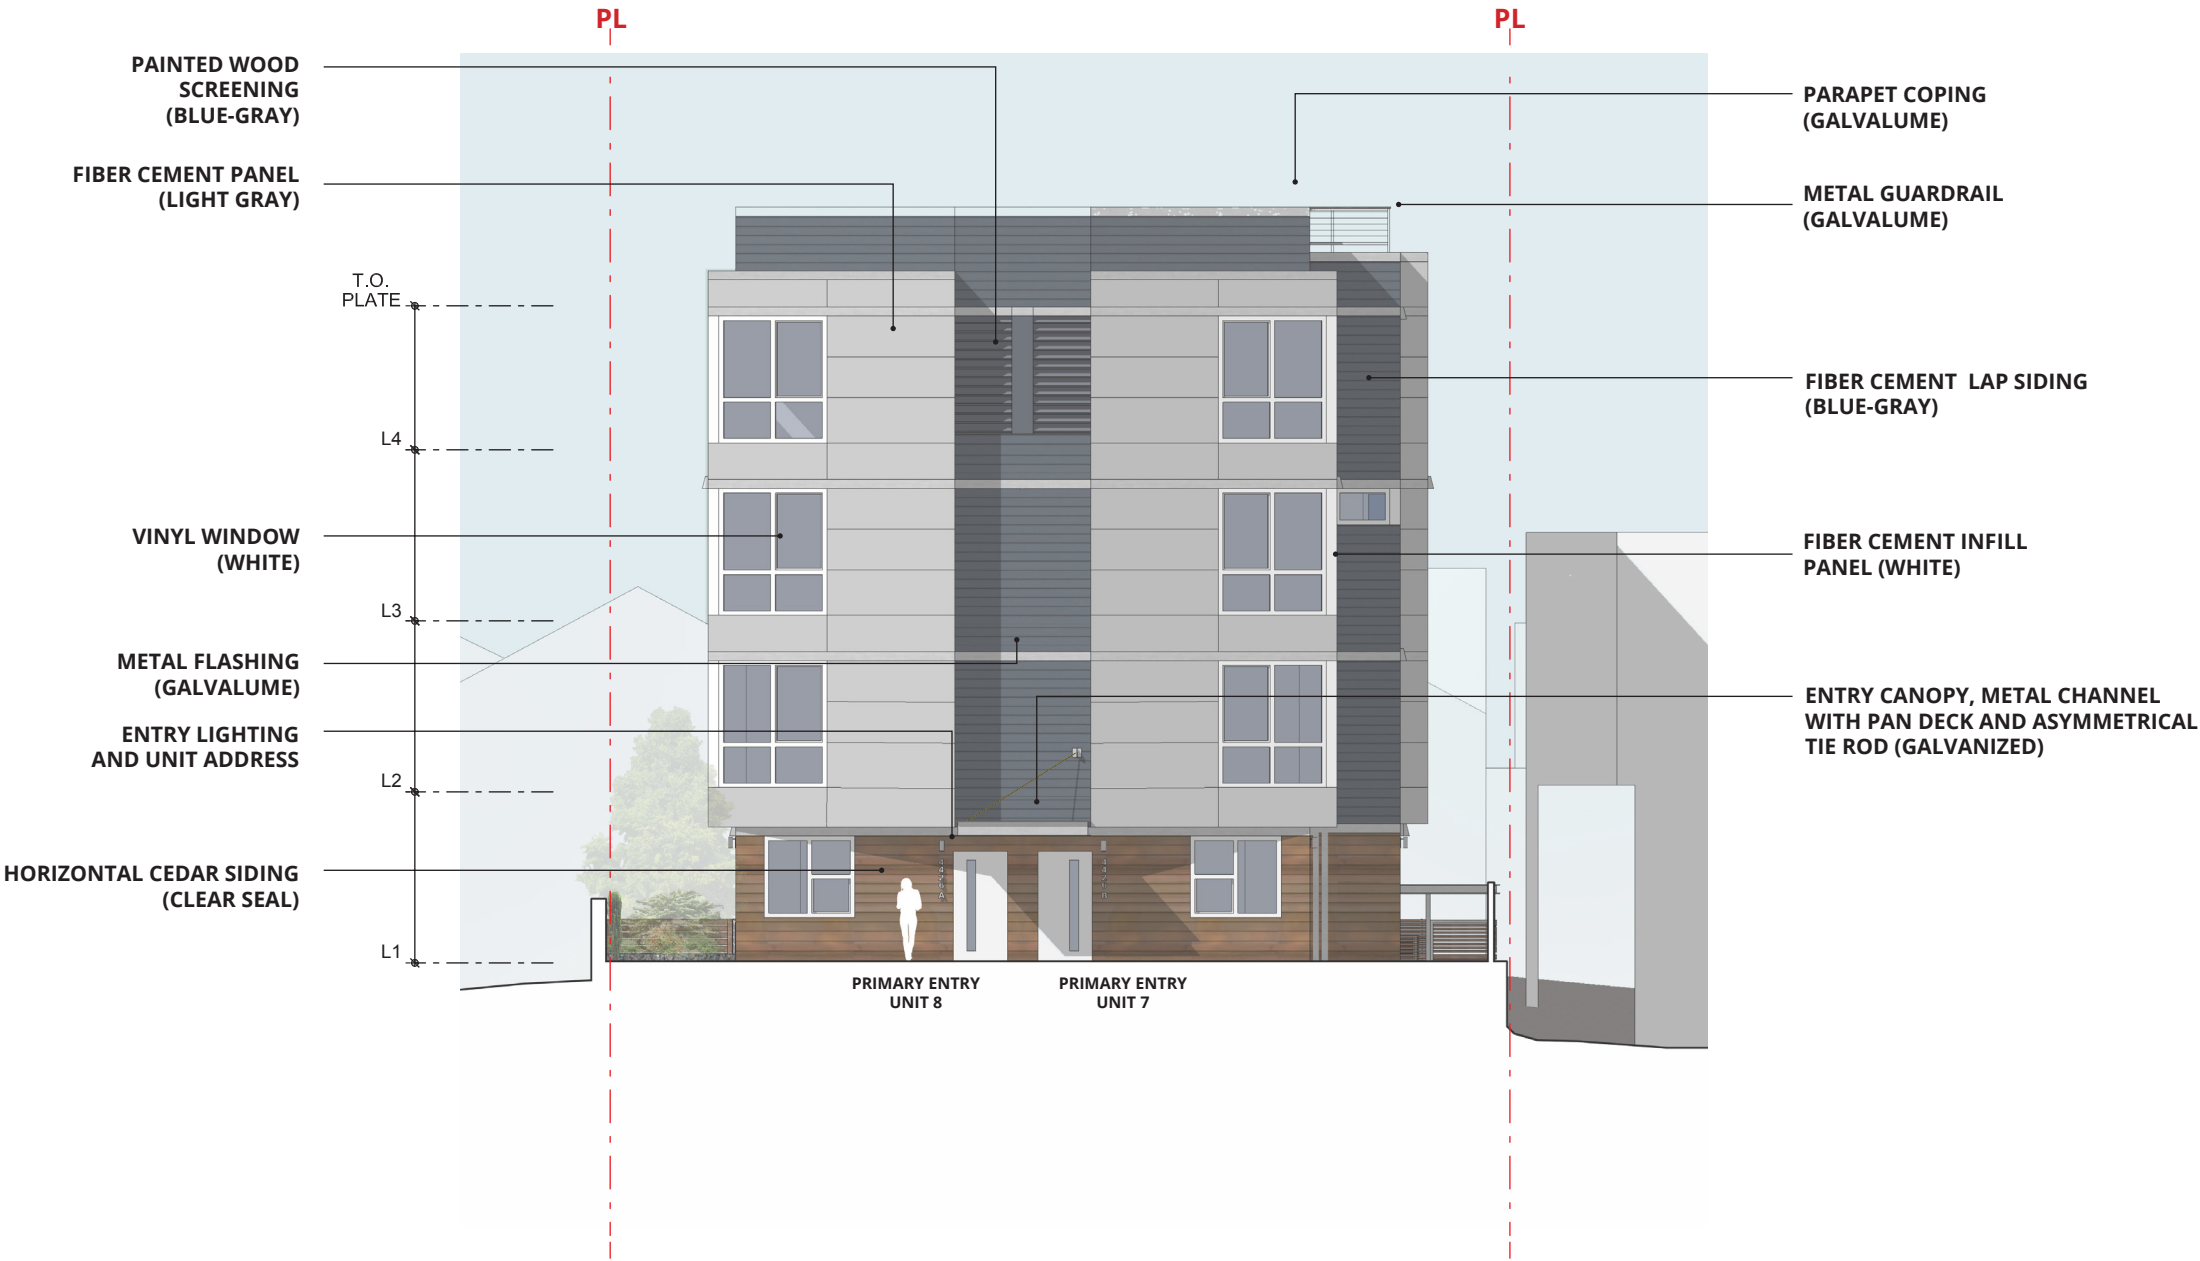 PL
PL
PAINTED WOOD
SCREENING
(BLUE-GRAY)
FIBER CEMENT PANEL
(LIGHT GRAY)
T.O.
PLATE
L4
VINYL WINDOW
(WHITE)
L3
METAL FLASHING
(GALVALUME)
ENTRY LIGHTING
AND UNIT ADDRESS
L2
HORIZONTAL CEDAR SIDING
(CLEAR SEAL)
L1
PARAPET COPING
(GALVALUME)
METAL GUARDRAIL
(GALVALUME)
FIBER CEMENT LAP SIDING
(BLUE-GRAY)
FIBER CEMENT INFILL
PANEL (WHITE)
ENTRY CANOPY, METAL CHANNEL
WITH PAN DECK AND ASYMMETRICAL
TIE ROD (GALVANIZED)
PRIMARY ENTRY
UNIT 8
PRIMARY ENTRY
UNIT 7